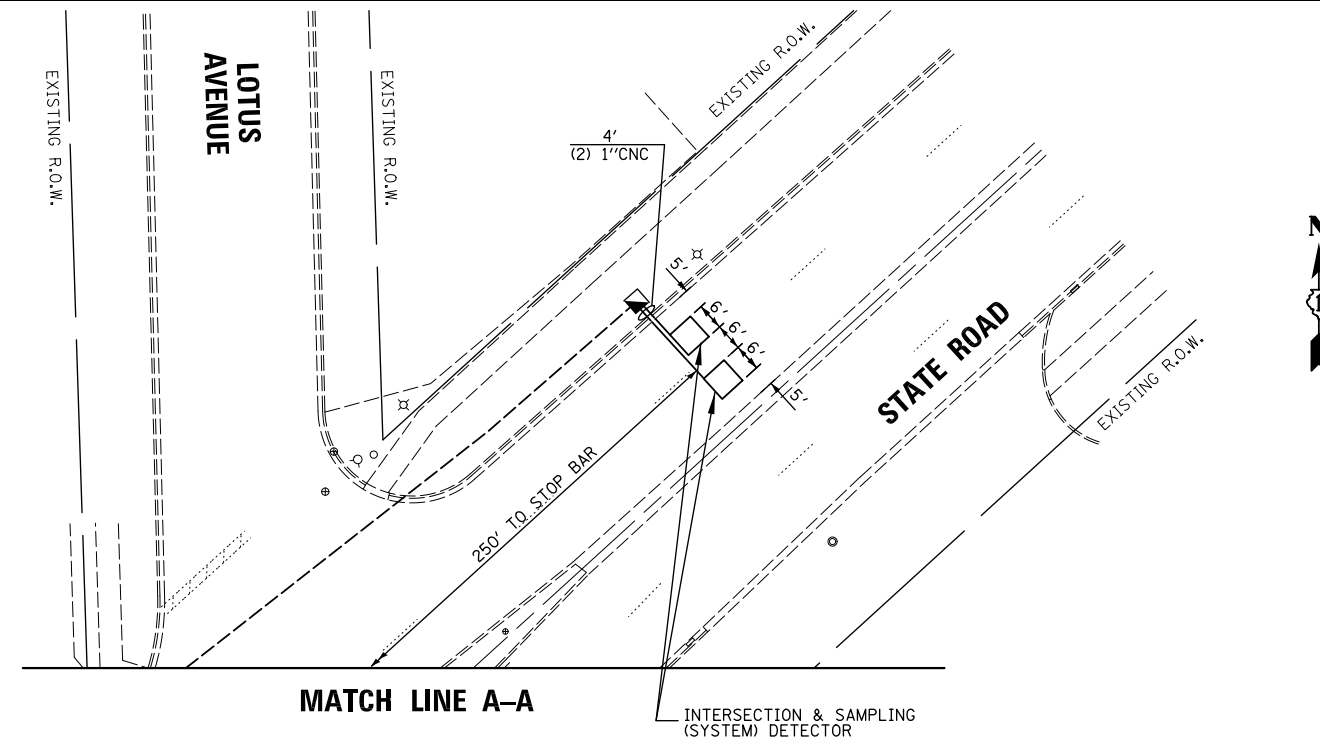 LOTUS
AVENUE
EXISTING R.O.W.
EXISTING R.O.W.
EXISTING R.O.W.
4'
(2) 1"CNC
N
5'
6'
6'
6'
5'
STATE ROAD
EXISTING R.O.W.
250' TO STOP BAR
MATCH LINE A–A
INTERSECTION & SAMPLING
(SYSTEM) DETECTOR